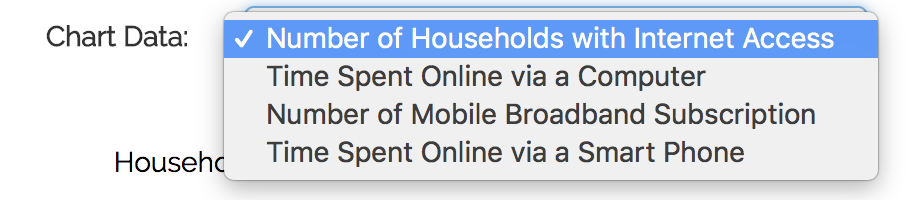 Chart Data:
✓ Number of Households with Internet Access
Time Spent Online via a Computer
Number of Mobile Broadband Subscription
Time Spent Online via a Smart Phone